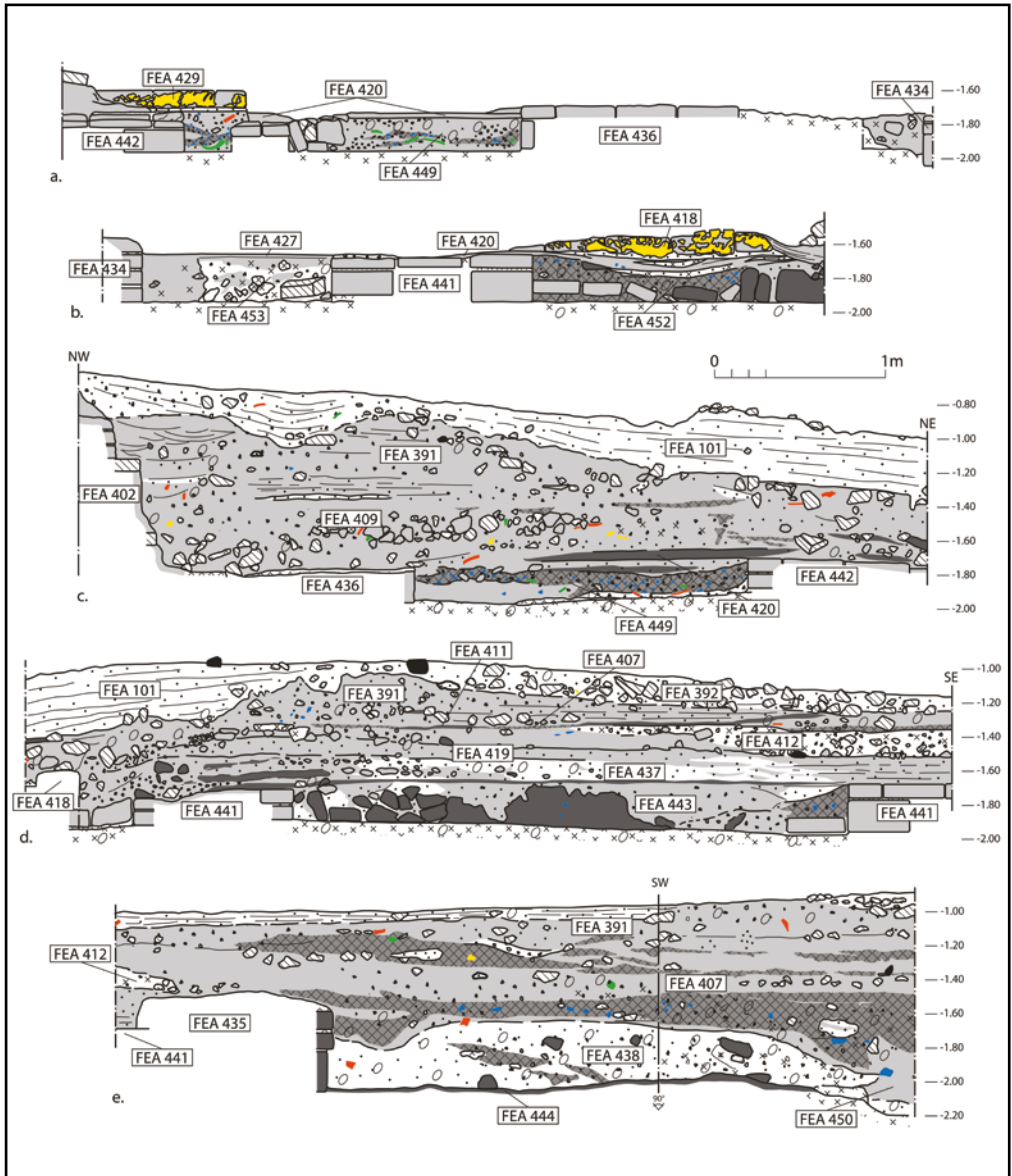 FEA 429
FEA 420
FEA 434
-1.60
FEA 442
FEA 436
-1.80
FEA 449
-2.00
a.
FEA 418
FEA 427
FEA 420
-1.60
FEA 434
FEA 441
-1.80
FEA 453
FEA 452
-2.00
b.
NW
0 1m
-0.80
NE
FEA 391
FEA 101
-1.00
-1.20
FEA 402
FEA 409
-1.40
-1.60
FEA 436
FEA 442
-1.80
c.
FEA 449
FEA 420
-2.00
FEA 411
FEA 407
SE
-1.00
FEA 101
FEA 391
FEA 392
-1.20
FEA 412
-1.40
FEA 419
FEA 437
-1.60
FEA 418
FEA 441
FEA 443
FEA 441
-1.80
d.
-2.00
SW
-1.00
FEA 391
FEA 412
-1.20
FEA 407
-1.40
FEA 435
-1.60
FEA 441
FEA 438
-1.80
-2.00
e.
FEA 444
90°
FEA 450
-2.20